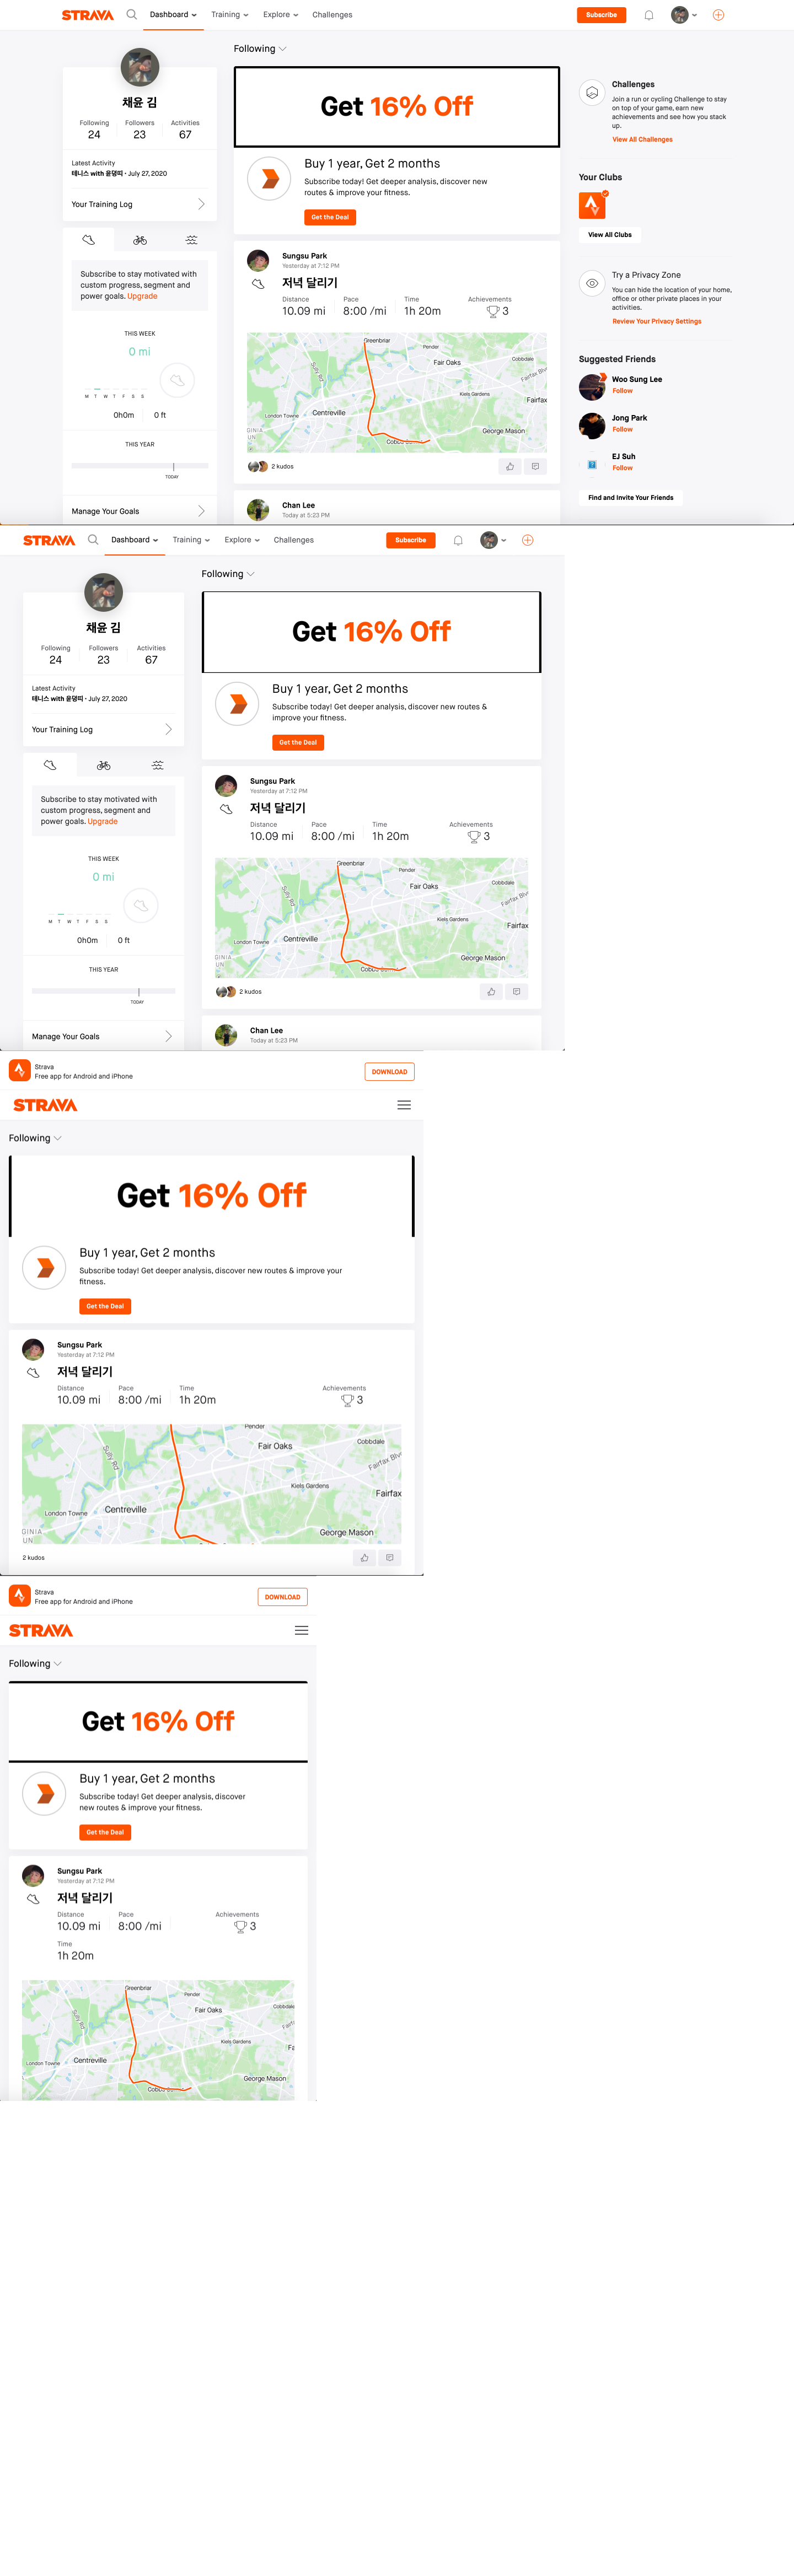 STRAVA
Dashboard
Training
Explore
Challenges
Subscribe
채윤 김
Following
Followers
Activities
24
23
67
Latest Activity
테니스 with 윤댕띠 • July 27, 2020
Your Training Log
Subscribe to stay motivated with
custom progress, segment and
power goals. Upgrade
THIS WEEK
0 mi
M T W T F S S
0h0m
0 ft
THIS YEAR
TODAY
Manage Your Goals
Following
Get 16% Off
Buy 1 year, Get 2 months
Subscribe today! Get deeper analysis, discover new
routes & improve your fitness.
Get the Deal
Sungsu Park
Yesterday at 7:12 PM
저녁 달리기
Distance
Pace
Time
Achievements
10.09 mi
8:00 /mi
1h 20m
3
Greenbriar
Pender
Fair Oaks
Cobbdale
Fairfax Blv
Kiels Gardens
Fairfax
London Towne
Centreville
George Mason
GINIA
UN
2 kudos
Chan Lee
Today at 5:23 PM
Challenges
Join a run or cycling Challenge to stay
on top of your game, earn new
achievements and see how you stack
up.
View All Challenges
Your Clubs
View All Clubs
Try a Privacy Zone
You can hide the location of your home,
office or other private places in your
activities.
Review Your Privacy Settings
Suggested Friends
Woo Sung Lee
Follow
Jong Park
Follow
EJ Suh
Follow
Find and Invite Your Friends
STRAVA
Dashboard
Training
Explore
Challenges
Subscribe
채윤 김
Following
Followers
Activities
24
23
67
Latest Activity
테니스 with 윤댕띠 • July 27, 2020
Your Training Log
Subscribe to stay motivated with
custom progress, segment and
power goals. Upgrade
THIS WEEK
0 mi
M T W T F S S
0h0m
0 ft
THIS YEAR
TODAY
Manage Your Goals
Following
Get 16% Off
Buy 1 year, Get 2 months
Subscribe today! Get deeper analysis, discover new routes &
improve your fitness.
Get the Deal
Sungsu Park
Yesterday at 7:12 PM
저녁 달리기
Distance
Pace
Time
Achievements
10.09 mi
8:00 /mi
1h 20m
3
Greenbriar
Pender
Sully Rd
Fair Oaks
Cobbdale
Fairfax Blv
Kiels Gardens
Fairfax
London Towne
Centreville
George Mason
GINIA
UN
2 kudos
Chan Lee
Today at 5:23 PM
Strava
Free app for Android and iPhone
DOWNLOAD
STRAVA
Following
Get 16% Off
Buy 1 year, Get 2 months
Subscribe today! Get deeper analysis, discover new routes & improve your
fitness.
Get the Deal
Sungsu Park
Yesterday at 7:12 PM
저녁 달리기
Distance
Pace
Time
Achievements
10.09 mi
8:00 /mi
1h 20m
3
Pender
Sully Rd
Fair Oaks
Cobbdale
Fairfax Blv
Kiels Gardens
Fairfax
London Towne
Centreville
George Mason
GINIA
UN
2 kudos
Strava
Free app for Android and iPhone
DOWNLOAD
STRAVA
Following
Get 16% Off
Buy 1 year, Get 2 months
Subscribe today! Get deeper analysis, discover
new routes & improve your fitness.
Get the Deal
Sungsu Park
Yesterday at 7:12 PM
저녁 달리기
Distance
Pace
Achievements
10.09 mi
8:00 /mi
3
Time
1h 20m
Greenbriar
Pender
Sully Rd
Fair Oaks
Cobbdale
Kiels Gardens
London Towne
Centreville
George Mason